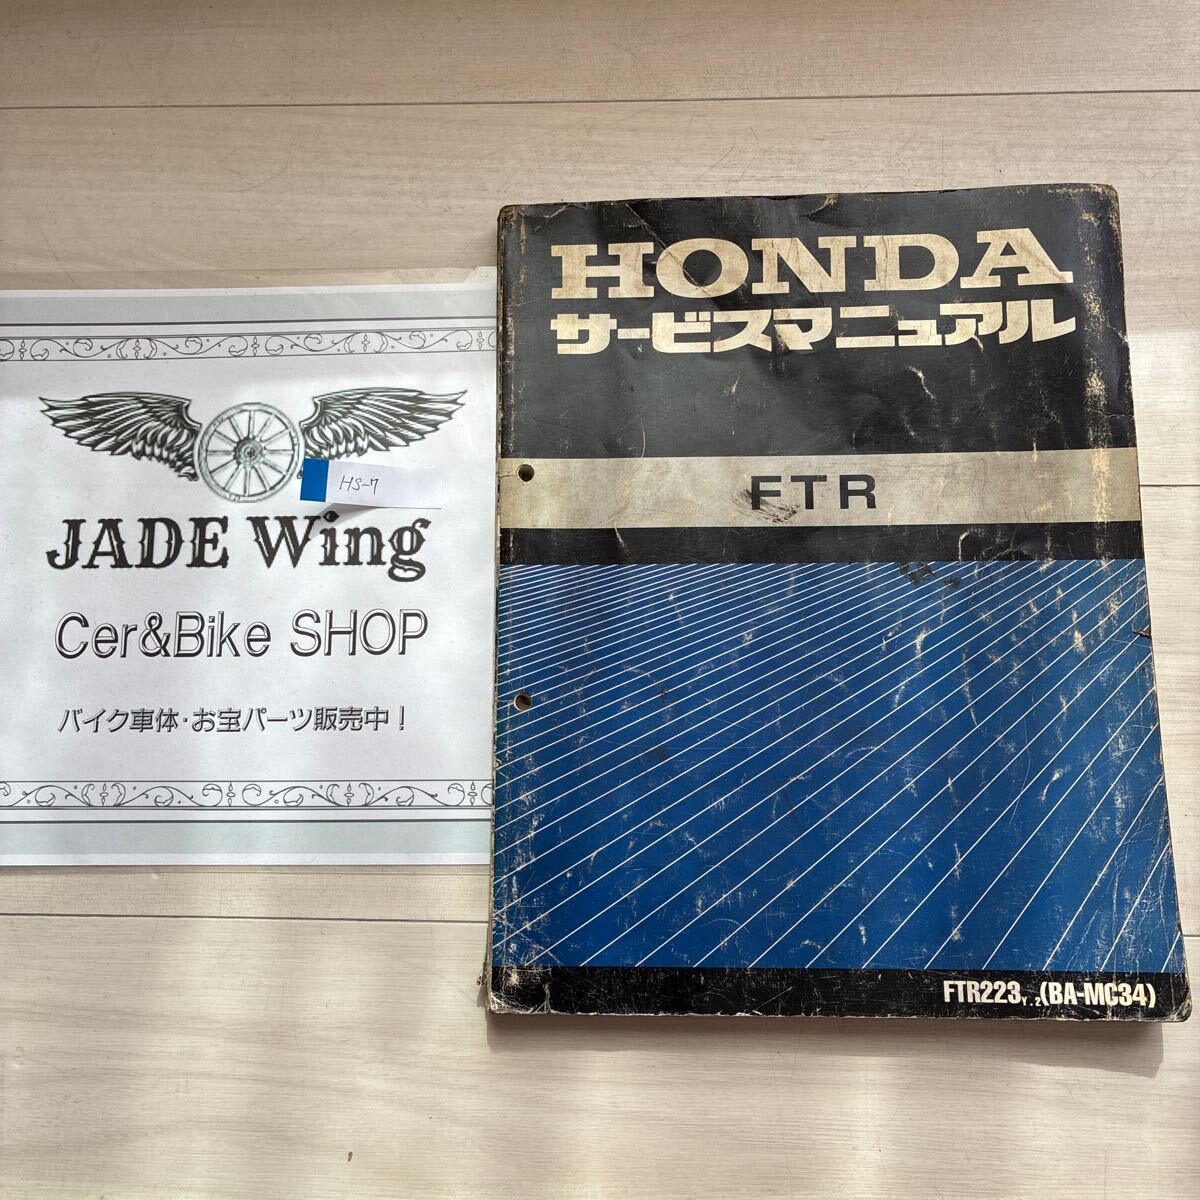 HS-7
JADE Wing
Cer&Bike SHOP
バイク車体・お宝パーツ販売中！
HONDA
サービスマニュアル
FTR
FTR223Y.2(BA-MC34)